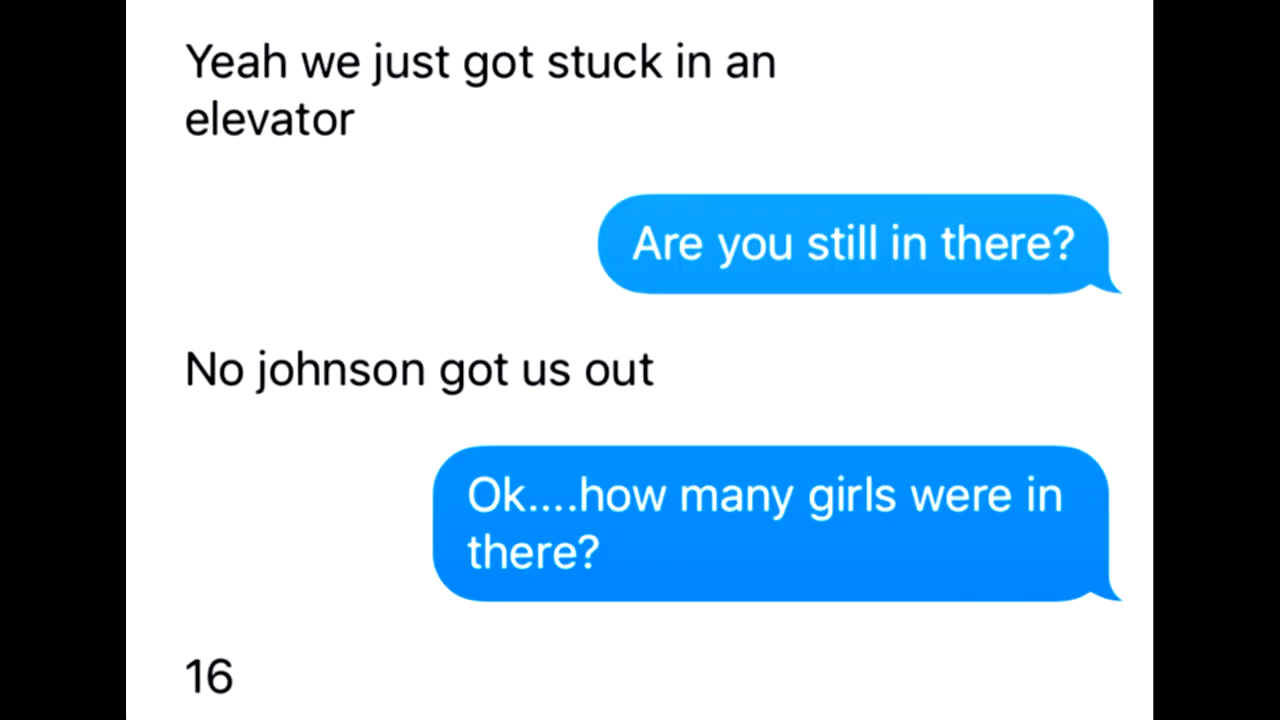 Yeah we just got stuck in an
elevator
Are you still in there?
No johnson got us out
Ok....how many girls were in
there?
16